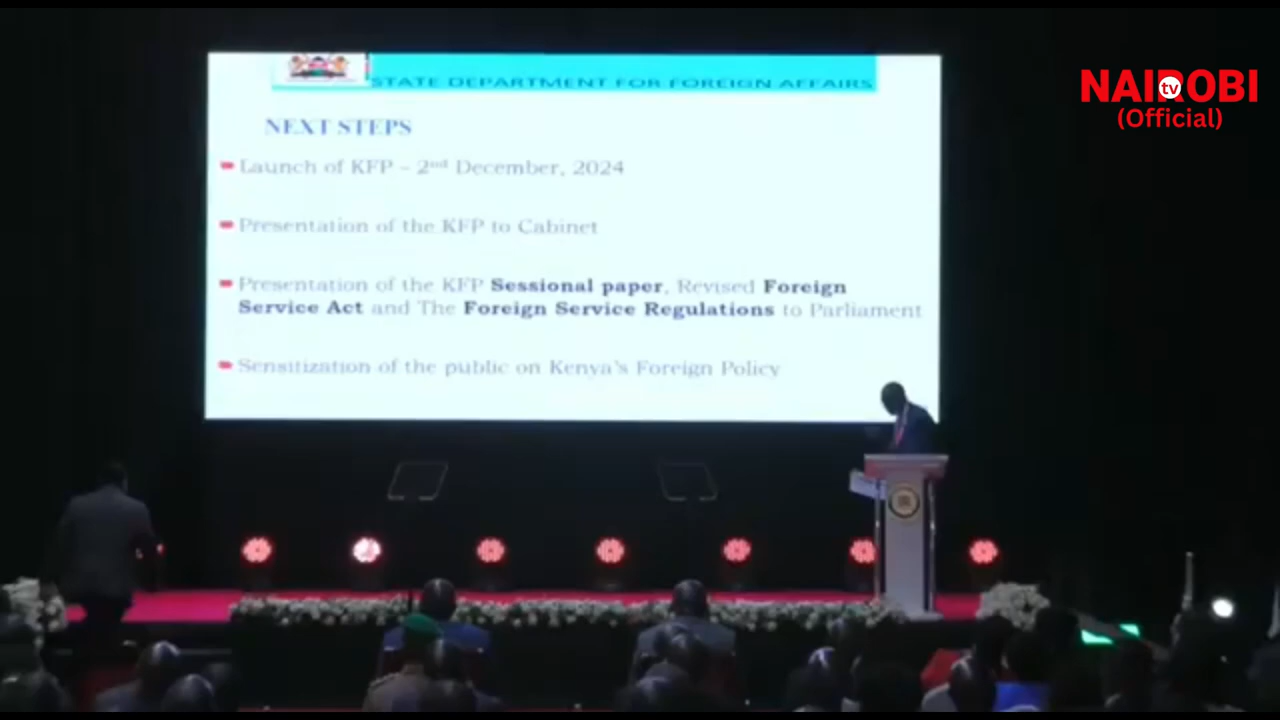 STATE DEPARTMENT FOR FOREIGN AFFAIRS
NAIROBI
tv
(Official)
NEXT STEPS
Launch of KFP – 2nd December, 2024
Presentation of the KFP to Cabinet
Presentation of the KFP Sessional paper, Revised Foreign
Service Act and The Foreign Service Regulations to Parliament
Sensitization of the public on Kenya's Foreign Policy